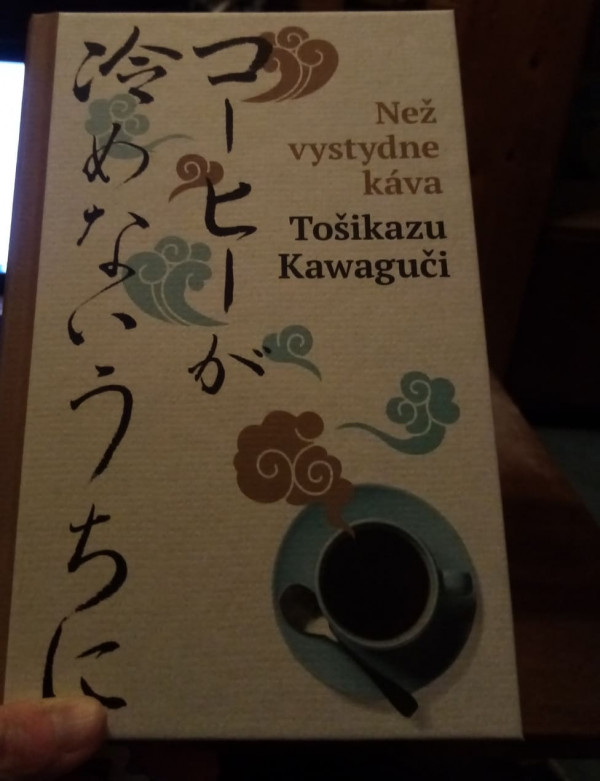 コーヒーが
冷めないうちに
Než
vystydne
káva
Tošikazu
Kawaguči